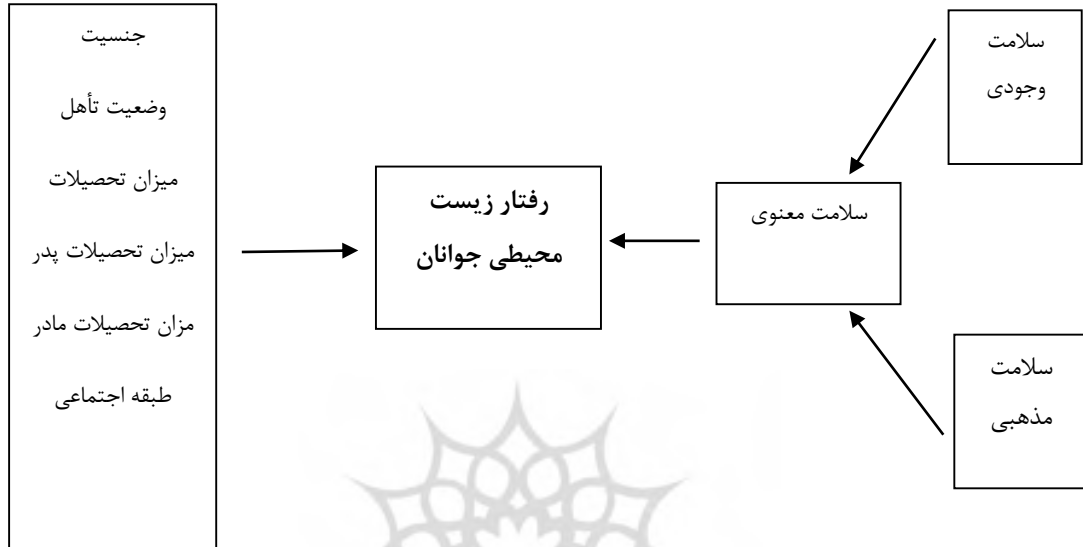 سلامت
وجودی
سلامت
مذهبی
سلامت معنوی
رفتار زیست
محیطی جوانان
جنسیت
وضعیت تأهل
میزان تحصیلات
میزان تحصیلات پدر
مزان تحصیلات مادر
طبقه اجتماعی